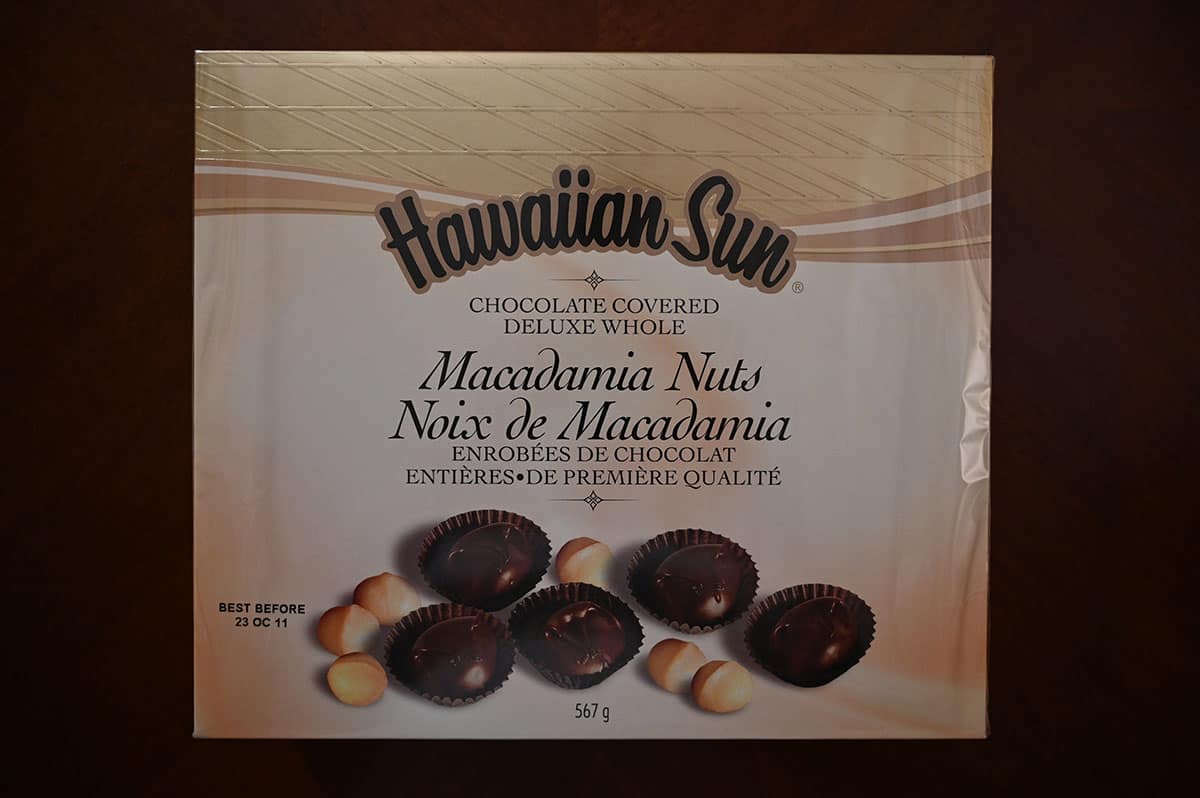 Hawaiian Sun®
CHOCOLATE COVERED
DELUXE WHOLE
Macadamia Nuts
Noix de Macadamia
ENROBÉES DE CHOCOLAT
ENTIÈRES•DE PREMIÈRE QUALITÉ
BEST BEFORE
23 OC 11
567 g